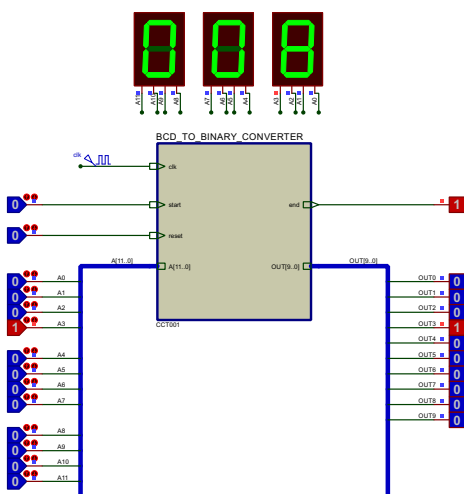 0 0 8
A11 A10 A9 A8 A7 A6 A5 A4 A3 A2 A1 A0
BCD_TO_BINARY_CONVERTER
clk
clk
0 start end 1
0 reset
A[11..0] A[11..0] OUT[9..0] OUT[9..0]
0 A0 OUT0 0
0 A1 OUT1 0
0 A2 OUT2 0
1 A3 OUT3 1
CCT001
OUT4 0
0 A4 OUT5 0
0 A5 OUT6 0
0 A6 OUT7 0
0 A7 OUT8 0
OUT9 0
0 A8
0 A9
0 A10
0 A11